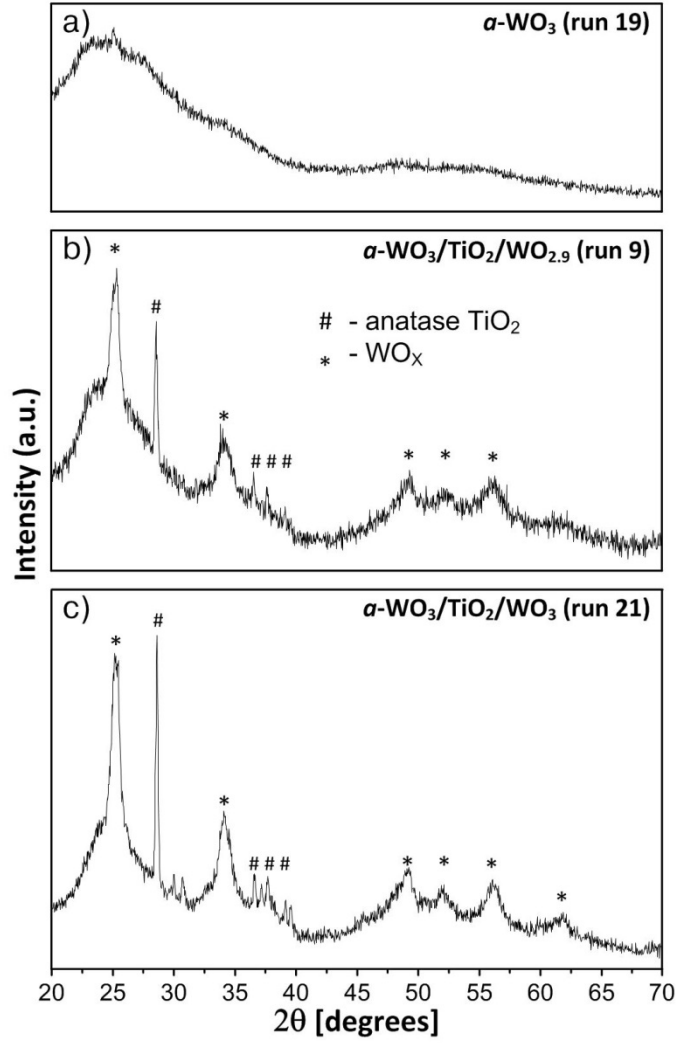 a)
a-WO₃ (run 19)
b)
a-WO₃/TiO₂/WO₂.₉ (run 9)
*
#
# - anatase TiO₂
* - WOₓ
*
# # #
* * *
c)
a-WO₃/TiO₂/WO₃ (run 21)
#
*
*
# # #
* * * *
Intensity (a.u.)
20 25 30 35 40 45 50 55 60 65 70
2θ [degrees]